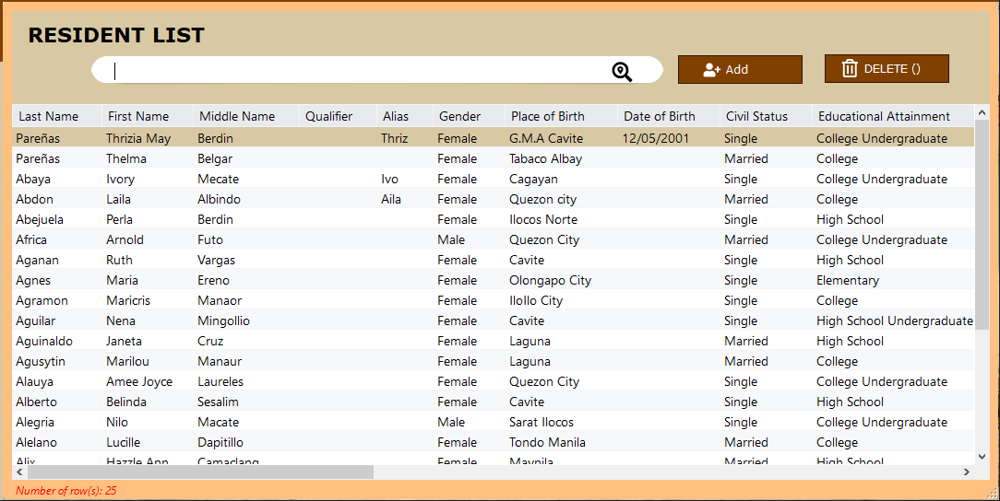 RESIDENT LIST
Add
DELETE ()
Last Name First Name Middle Name Qualifier Alias Gender Place of Birth Date of Birth Civil Status Educational Attainment
Pareñas Thrizia May Berdin Thriz Female G.M.A Cavite 12/05/2001 Single College Undergraduate
Pareñas Thelma Belgar Female Tabaco Albay Married College
Abaya Ivory Mecate Ivo Female Cagayan Single College Undergraduate
Abdon Laila Albindo Aila Female Quezon city Married College
Abejuela Perla Berdin Female Ilocos Norte Single High School
Africa Arnold Futo Male Quezon City Married College Undergraduate
Aganan Ruth Vargas Female Cavite Single High School
Agnes Maria Ereno Female Olongapo City Single Elementary
Agramon Maricris Manaor Female Ilollo City Single College
Aguilar Nena Mingollio Female Cavite Single High School Undergraduate
Aguinaldo Janeta Cruz Female Laguna Married High School
Agusytin Marilou Manaur Female Laguna Married College
Alauya Amee Joyce Laureles Female Quezon City Single College Undergraduate
Alberto Belinda Sesalim Female Cavite Single High School
Alegria Nilo Macate Male Sarat Ilocos Single College Undergraduate
Alelano Lucille Dapitillo Female Tondo Manila Married College
Alix Hazzle Ann Camaclang Female Maynila Married High School
Number of row(s): 25